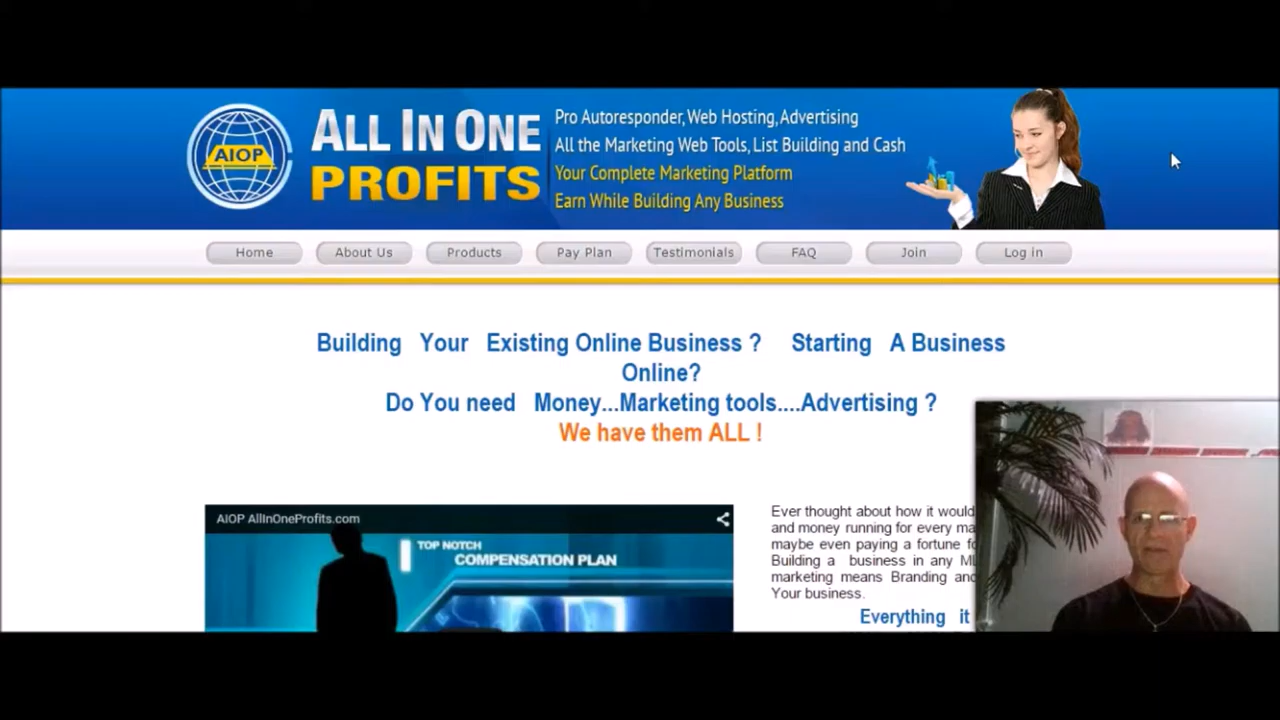 AIOP
ALL IN ONE
PROFITS
Pro Autoresponder, Web Hosting, Advertising
All the Marketing Web Tools, List Building and Cash
Your Complete Marketing Platform
Earn While Building Any Business
Home About Us Products Pay Plan Testimonials FAQ Join Log in
Building Your Existing Online Business ? Starting A Business
Online?
Do You need Money...Marketing tools....Advertising ?
We have them ALL !
AIOP AllInOneProfits.com
TOP NOTCH
COMPENSATION PLAN
Ever thought about how it would
and money running for every
maybe even paying a fortune
Building a business in any
marketing means Branding
Your business.
Everything it